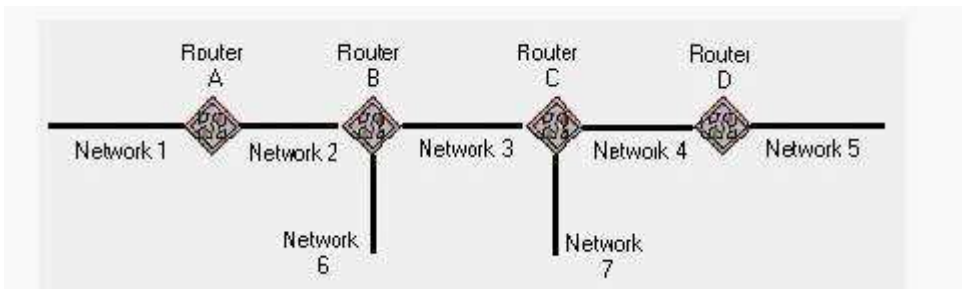 Router
A
Router
B
Router
C
Router
D
Network 1
Network 2
Network 3
Network 4
Network 5
Network
6
Network
7